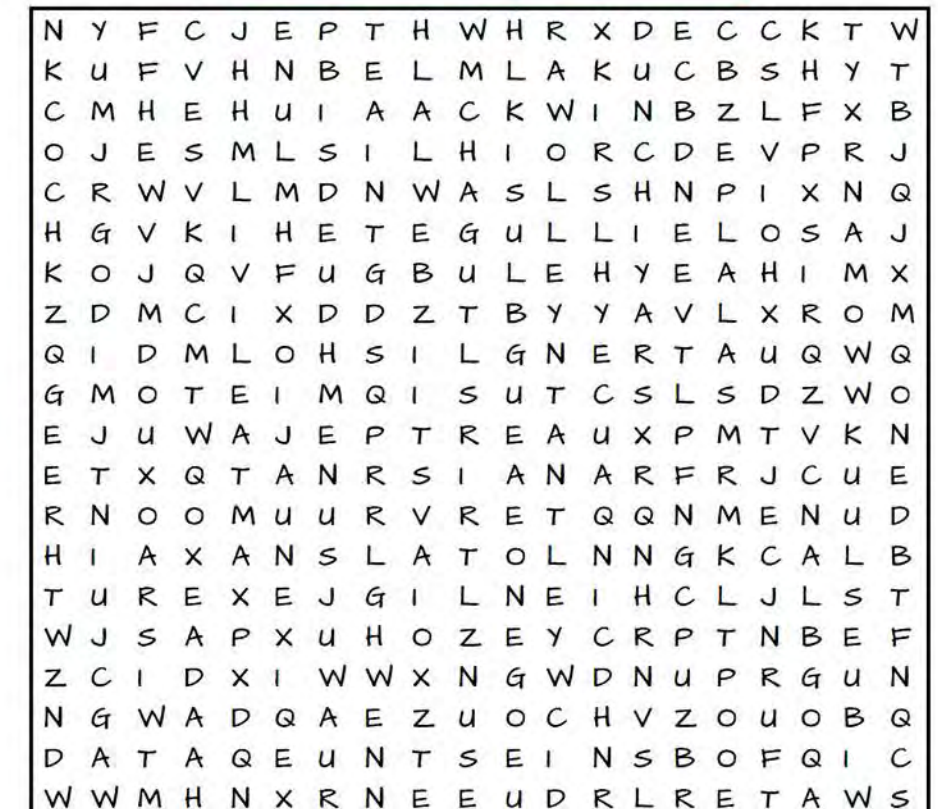 N Y F C J E P T H W H R X D E C C K T W
K U F V H N B E L M L A K U C B S H Y T
C M H E H U I A A C K W I N B Z L F X B
O J E S M L S I L H I O R C D E V P R J
C R W V L M D N W A S L S H N P I X N Q
H G V K I H E T E G U L L I E L O S A J
K O J Q V F U G B U L E H Y E A H I M X
Z D M C I X D D Z T B Y Y A V L X R O M
Q I D M L O H S I L G N E R T A U Q W Q
G M O T E I M Q I S U T C S L S D Z W O
E J U W A J E P T R E A U X P M T V K N
E T X Q T A N R S I A N A R F R J C U E
R N O O M U U R V R E T Q Q N M E N U D
H I A X A N S L A T O L N N G K C A L B
T U R E X E J G I L N E I H C L J L S T
W J S A P X U H O Z E Y C R P T N B E F
Z C I D X I W W X N G W D N U P R G U N
N G W A D Q A E Z U O C H V Z O U O B Q
D A T A Q E U N T S E I N S B O F Q I C
W W M H N X R N E E U D R L R E T A W S